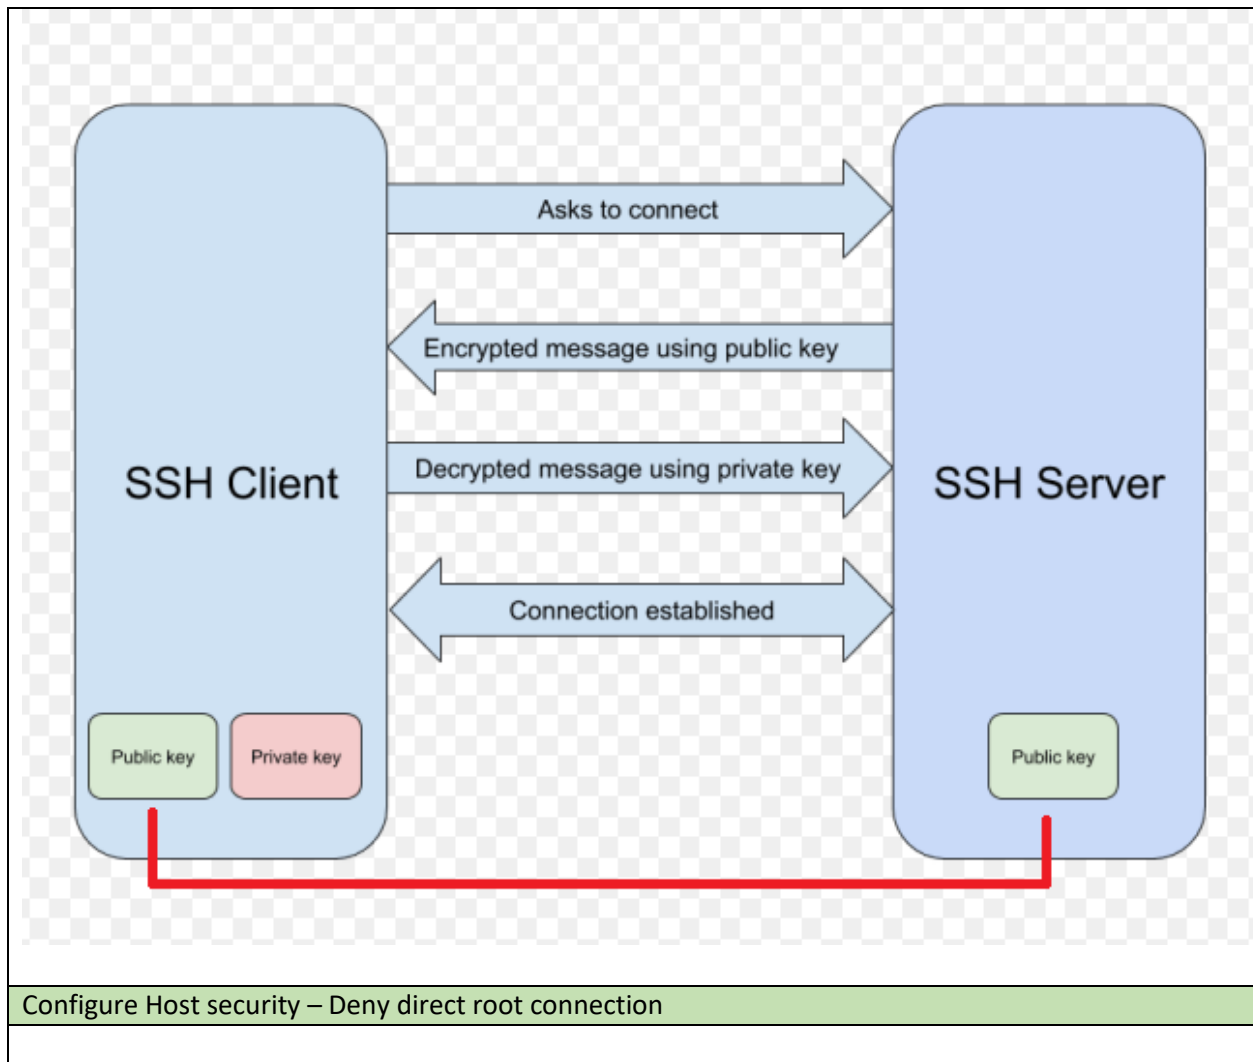 Asks to connect
Encrypted message using public key
Decrypted message using private key
SSH Client
SSH Server
Connection established
Public key
Private key
Public key
Configure Host security – Deny direct root connection